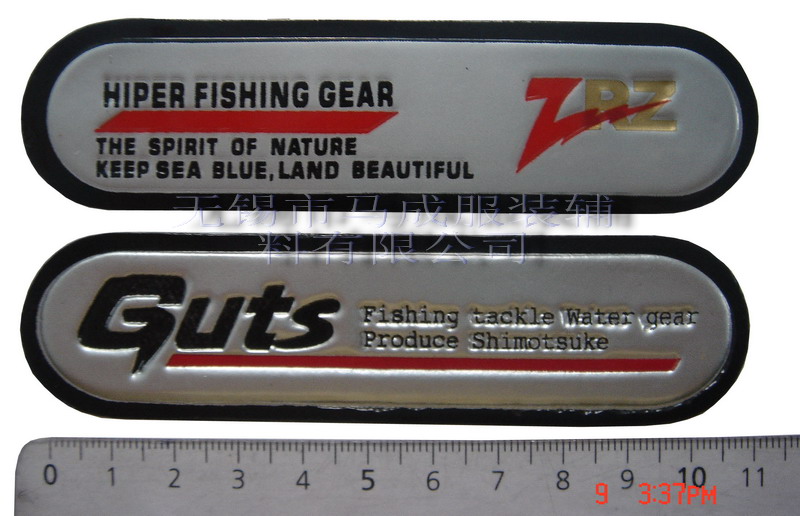 HIPER FISHING GEAR
THE SPIRIT OF NATURE
KEEP SEA BLUE, LAND BEAUTIFUL
ZRZ
无锡市马成服装辅
料有限公司
Guts
Fishing tackle Water gear
Produce Shimotsuke
0 1 2 3 4 5 6 7 8 9 10 11
9 3:37PM